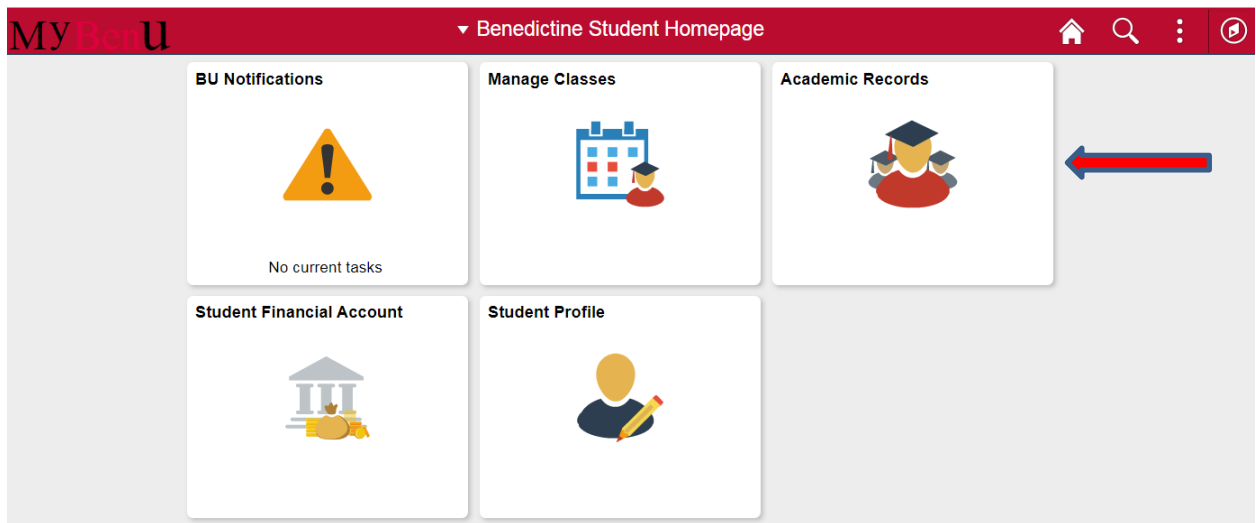 MyBenU
Benedictine Student Homepage
BU Notifications
No current tasks
Manage Classes
Academic Records
Student Financial Account
Student Profile